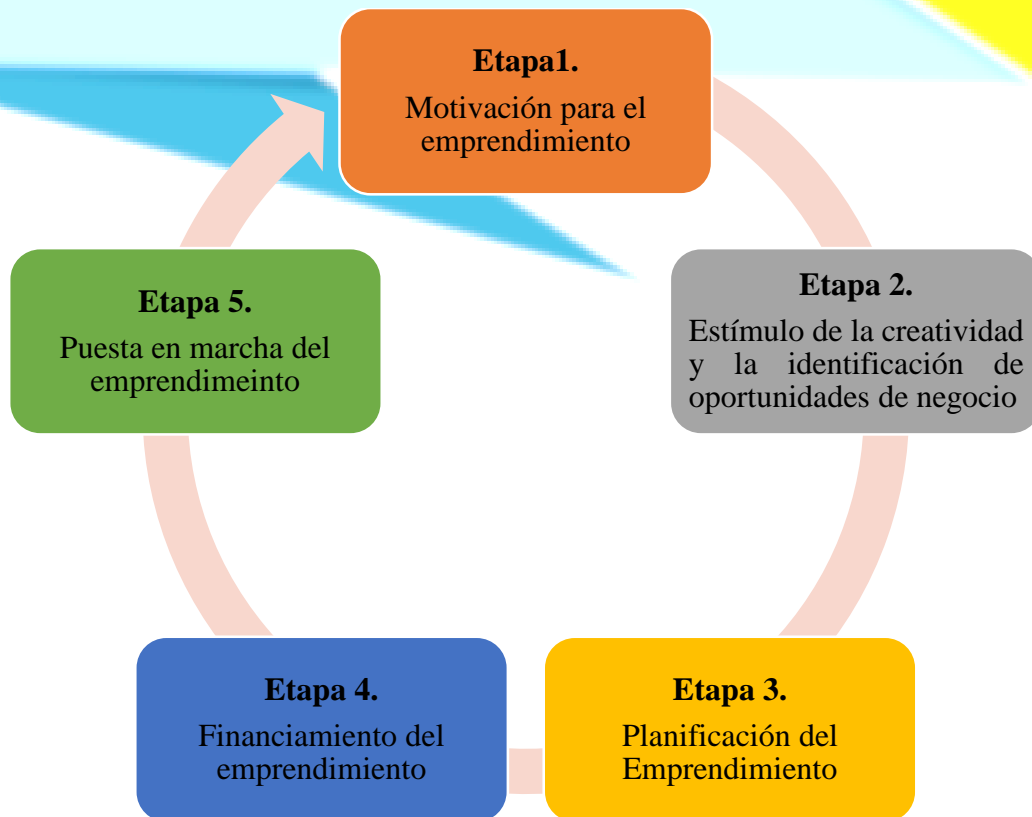 Etapa1.
Motivación para el
emprendimiento
Etapa 2.
Estímulo de la creatividad
y la identificación de
oportunidades de negocio
Etapa 3.
Planificación del
Emprendimiento
Etapa 4.
Financiamiento del
emprendimiento
Etapa 5.
Puesta en marcha del
emprendimeinto